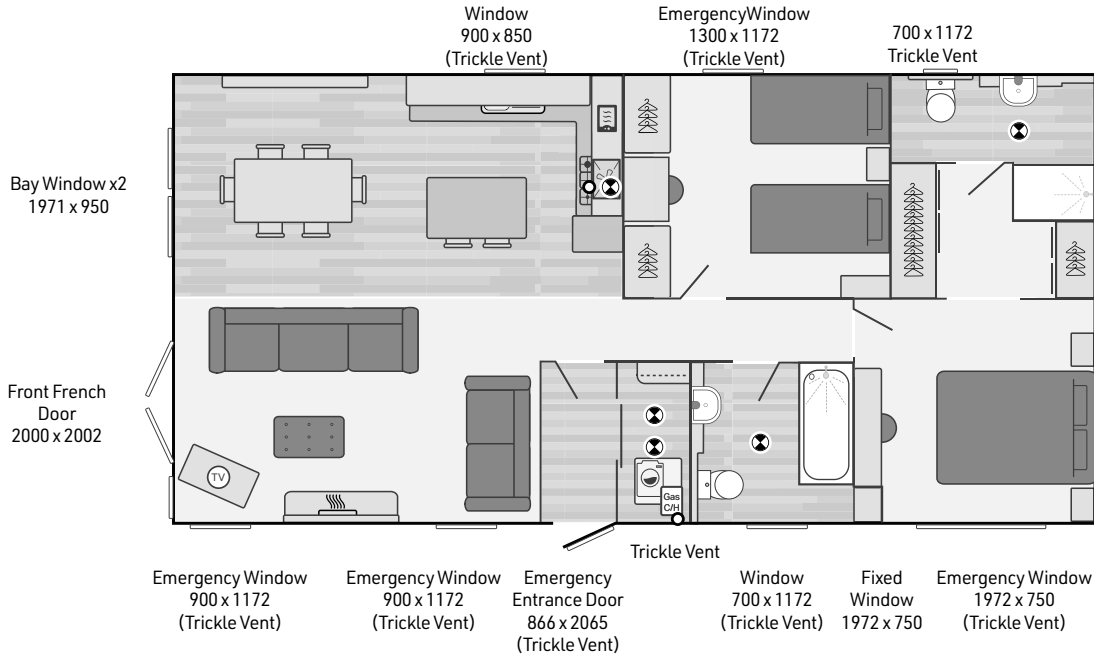 Window
900 x 850
(Trickle Vent)
EmergencyWindow
1300 x 1172
(Trickle Vent)
700 x 1172
Trickle Vent
Bay Window x2
1971 x 950
Front French
Door
2000 x 2002
TV
Gas
C/H
Trickle Vent
Emergency Window
900 x 1172
(Trickle Vent)
Emergency Window
900 x 1172
(Trickle Vent)
Emergency
Entrance Door
866 x 2065
(Trickle Vent)
Window
700 x 1172
(Trickle Vent)
Fixed
Window
1972 x 750
Emergency Window
1972 x 750
(Trickle Vent)